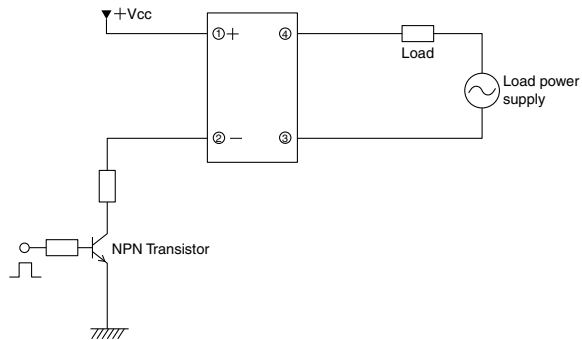 +Vcc
① + ④
Load
Load power
supply
② − ③
NPN Transistor